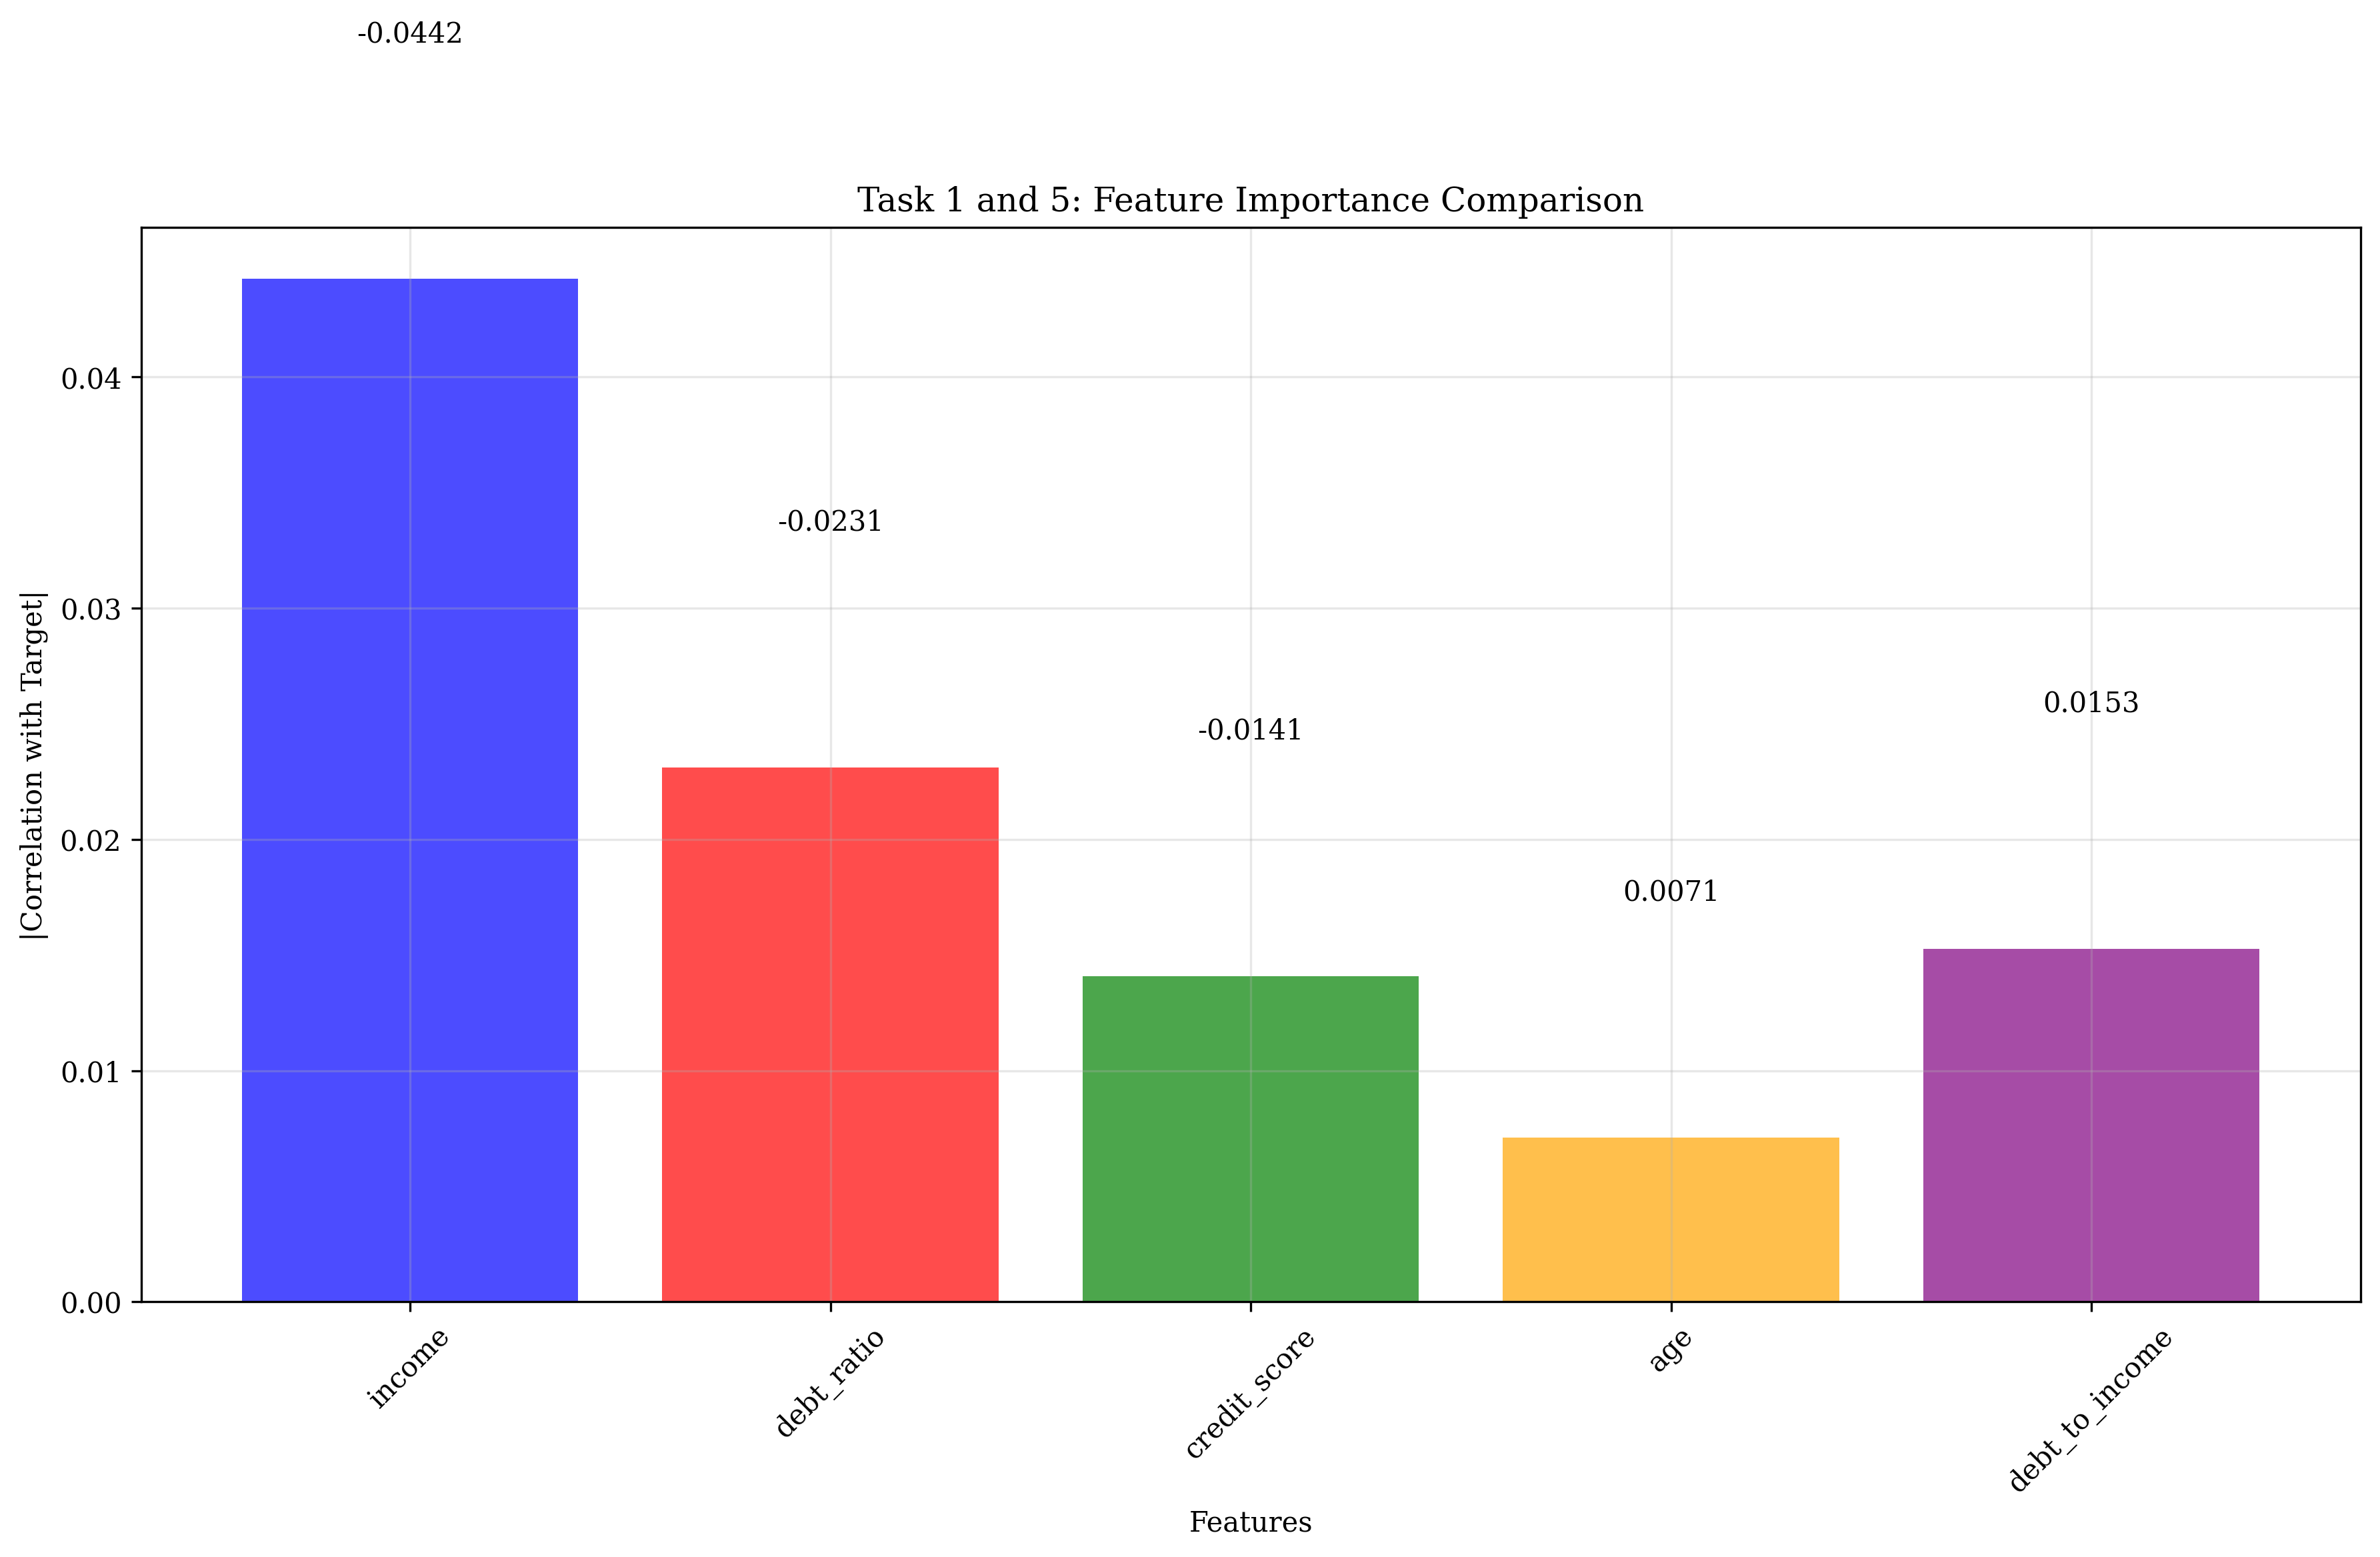 -0.0442
Task 1 and 5: Feature Importance Comparison
|Correlation with Target|
0.04
0.03
0.02
0.01
0.00
-0.0231
-0.0141
0.0071
0.0153
income
debt_ratio
credit_score
age
debt_to_income
Features